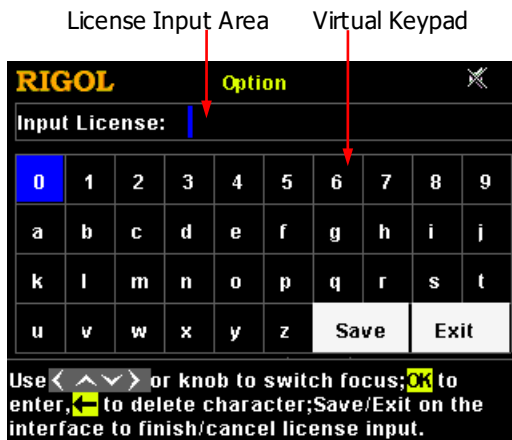 License Input Area Virtual Keypad
RIGOL Option
Input License:
0 1 2 3 4 5 6 7 8 9
a b c d e f g h i j
k l m n o p q r s t
u v w x y z Save Exit
Use < ∧ ∨ > or knob to switch focus;OK to
enter,← to delete character;Save/Exit on the
interface to finish/cancel license input.